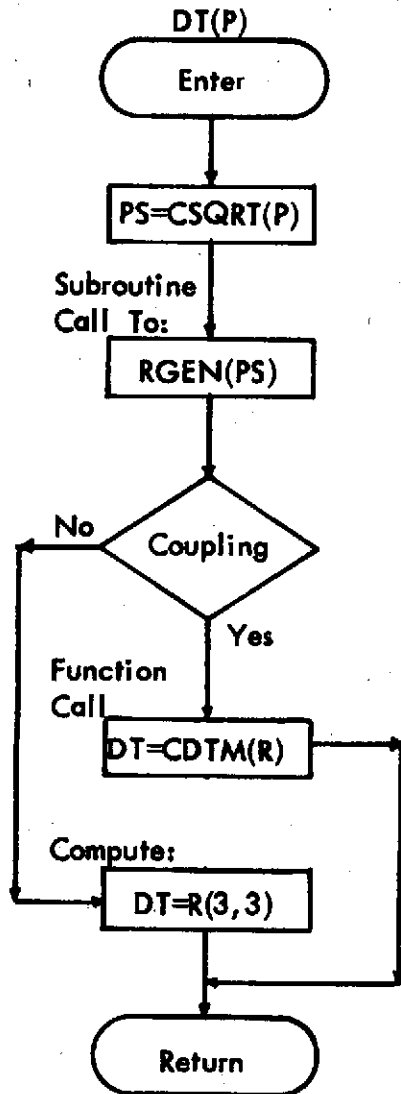 DT(P)
Enter
PS=CSQRT(P)
Subroutine
Call To:
RGEN(PS)
No
Coupling
Yes
Function
Call
DT=CDTM(R)
Compute:
DT=R(3,3)
Return